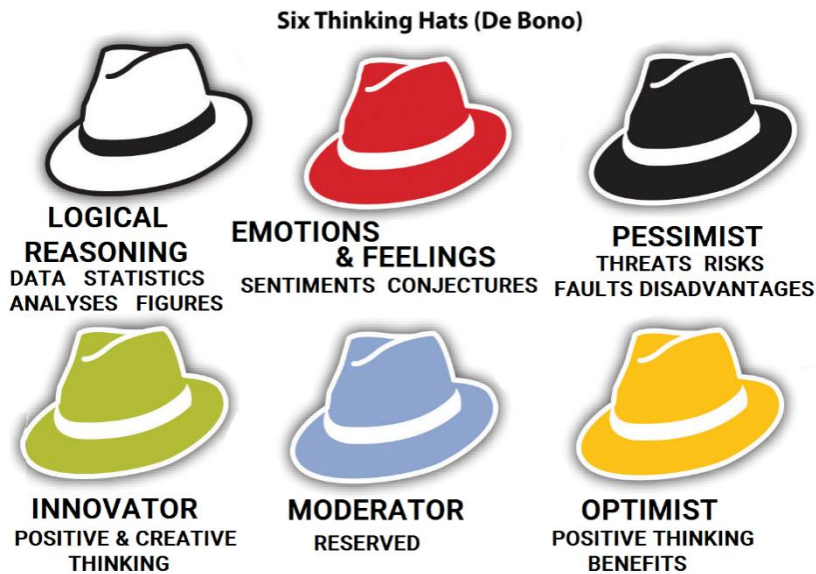 Six Thinking Hats (De Bono)
LOGICAL
REASONING
DATA STATISTICS
ANALYSES FIGURES
EMOTIONS
& FEELINGS
SENTIMENTS CONJECTURES
PESSIMIST
THREATS RISKS
FAULTS DISADVANTAGES
INNOVATOR
POSITIVE & CREATIVE
THINKING
MODERATOR
RESERVED
OPTIMIST
POSITIVE THINKING
BENEFITS